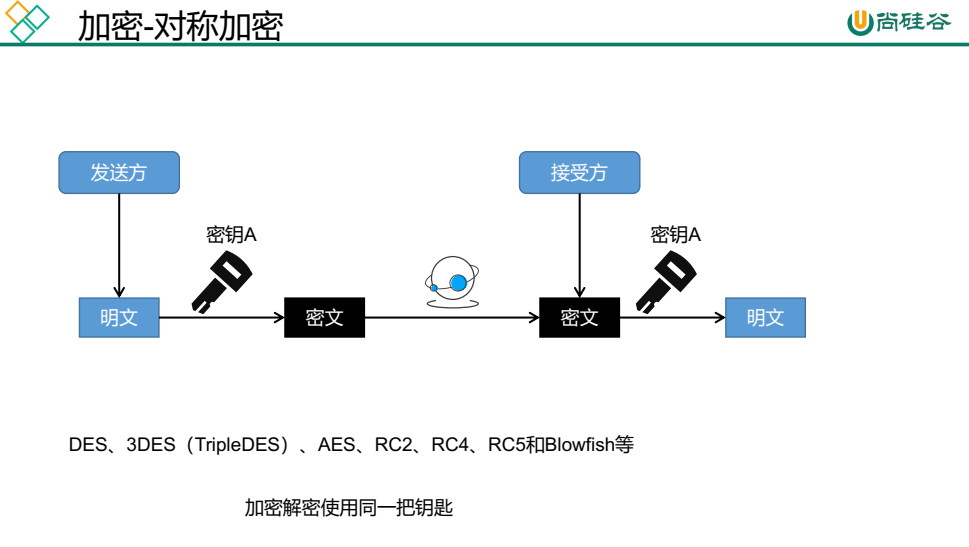 加密-对称加密
尚硅谷
发送方
接受方
密钥A
密钥A
明文
密文
密文
明文
DES、3DES（TripleDES）、AES、RC2、RC4、RC5和Blowfish等
加密解密使用同一把钥匙